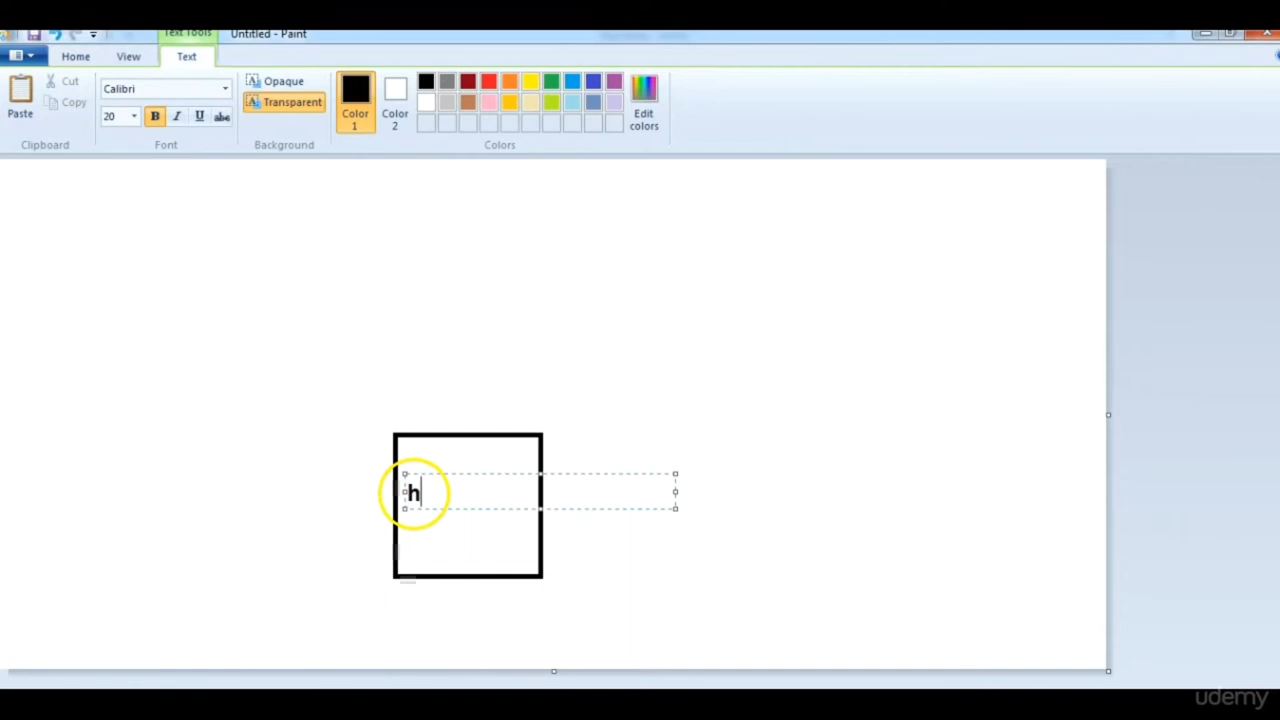 Text Tools
Untitled - Paint
Home
View
Text
Paste
Cut
Copy
Clipboard
Calibri
20
B I U abc
Font
Opaque
Transparent
Background
Color
1
Color
2
Edit
colors
Colors
h
udemy